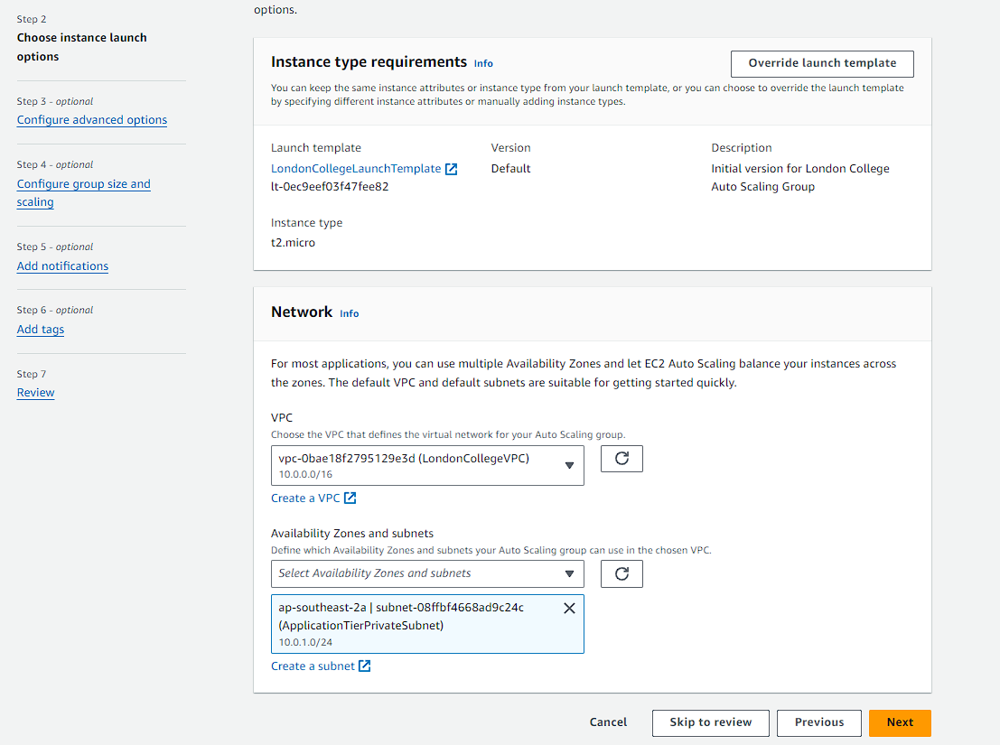 Step 2
Choose instance launch
options
Step 3 - optional
Configure advanced options
Step 4 - optional
Configure group size and
scaling
Step 5 - optional
Add notifications
Step 6 - optional
Add tags
Step 7
Review
options.
Instance type requirements Info
Override launch template
You can keep the same instance attributes or instance type from your launch template, or you can choose to override the launch template
by specifying different instance attributes or manually adding instance types.
Launch template
LondonCollegeLaunchTemplate
lt-0ec9eef03f47fee82
Version
Default
Description
Initial version for London College
Auto Scaling Group
Instance type
t2.micro
Network Info
For most applications, you can use multiple Availability Zones and let EC2 Auto Scaling balance your instances across
the zones. The default VPC and default subnets are suitable for getting started quickly.
VPC
Choose the VPC that defines the virtual network for your Auto Scaling group.
vpc-0bae18f2795129e3d (LondonCollegeVPC)
10.0.0.0/16
Create a VPC
Availability Zones and subnets
Define which Availability Zones and subnets your Auto Scaling group can use in the chosen VPC.
Select Availability Zones and subnets
ap-southeast-2a | subnet-08ffbf4668ad9c24c
(ApplicationTierPrivateSubnet)
10.0.1.0/24
Create a subnet
Cancel
Skip to review
Previous
Next